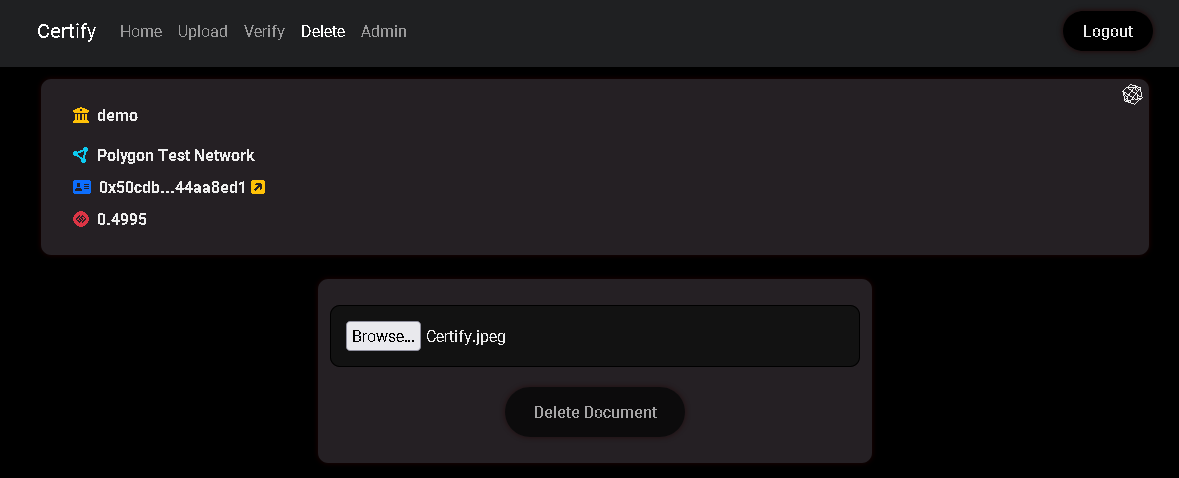 Certify Home Upload Verify Delete Admin Logout
demo
Polygon Test Network
0x50cdb...44aa8ed1
0.4995
Browse... Certify.jpeg
Delete Document